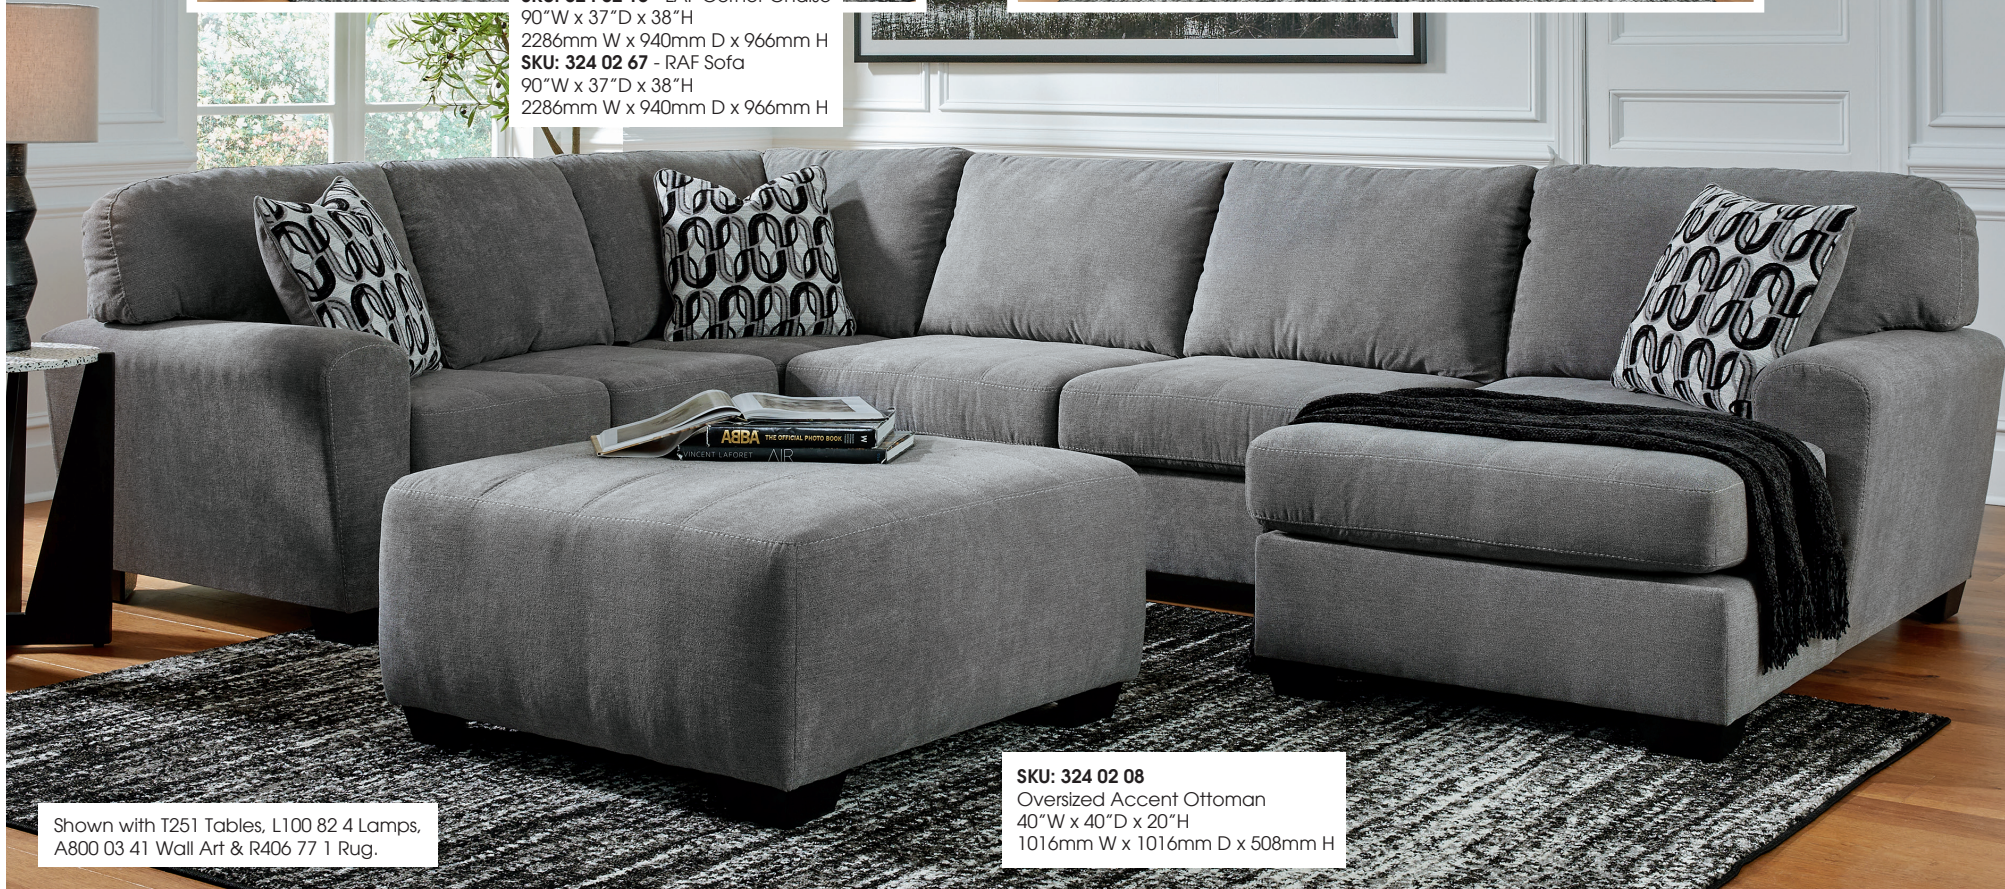 90"W x 37"D x 38"H
2286mm W x 940mm D x 966mm H
SKU: 324 02 67 - RAF Sofa
90"W x 37"D x 38"H
2286mm W x 940mm D x 966mm H
ABBA THE OFFICIAL PHOTO BOOK
VINCENT LAFORET AIR
SKU: 324 02 08
Oversized Accent Ottoman
40"W x 40"D x 20"H
1016mm W x 1016mm D x 508mm H
Shown with T251 Tables, L100 82 4 Lamps,
A800 03 41 Wall Art & R406 77 1 Rug.